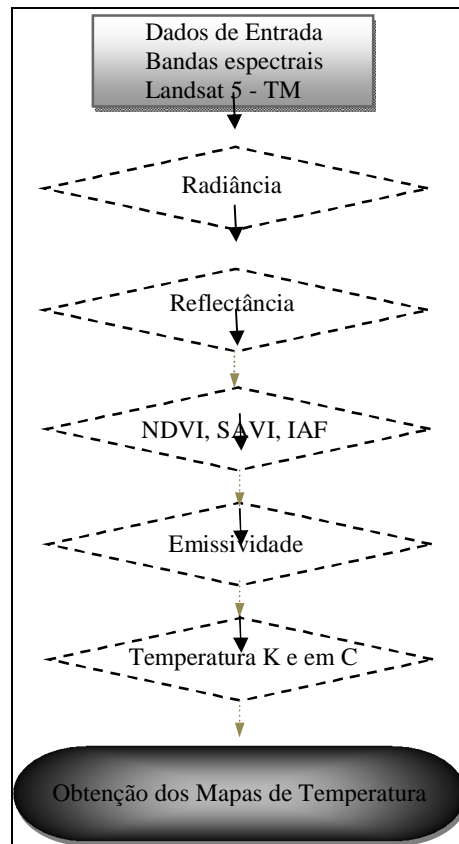 Dados de Entrada
Bandas espectrais
Landsat 5 - TM
Radiância
Reflectância
NDVI, SAVI, IAF
Emissividade
Temperatura K e em C
Obtenção dos Mapas de Temperatura